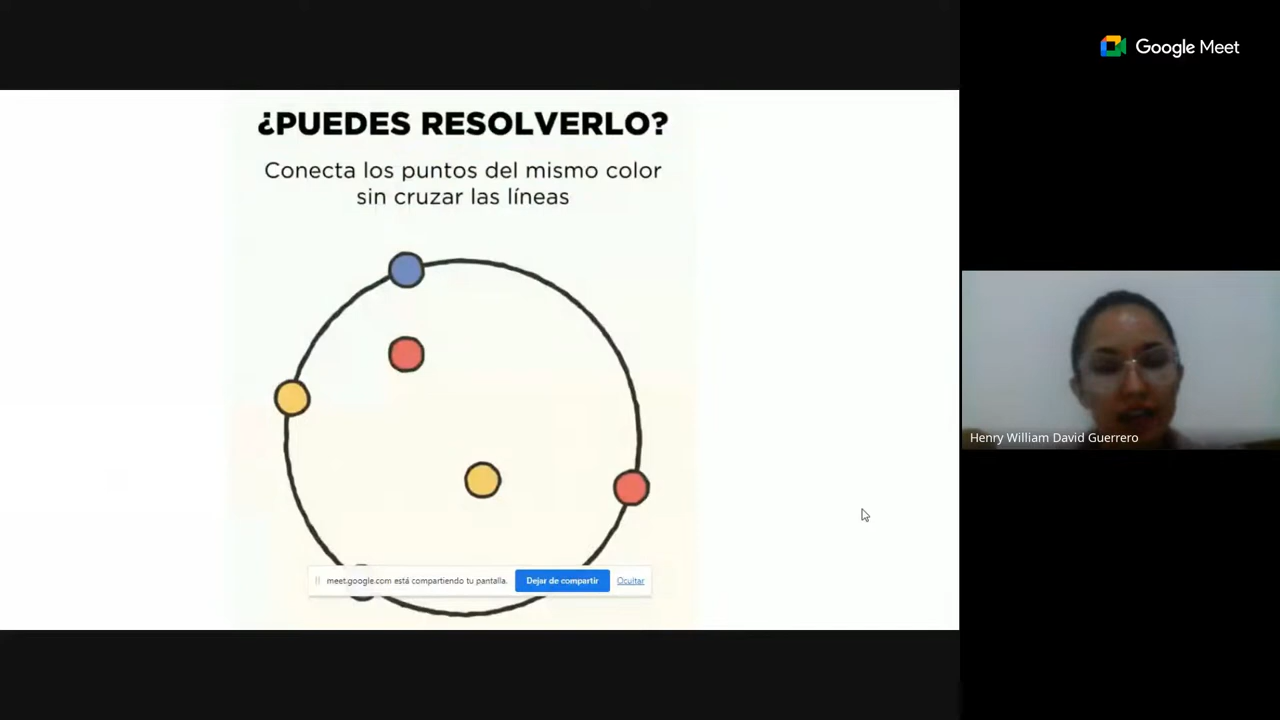 Google Meet
¿PUEDES RESOLVERLO?
Conecta los puntos del mismo color
sin cruzar las líneas
Henry William David Guerrero
meet.google.com está compartiendo tu pantalla.
Dejar de compartir
Ocultar